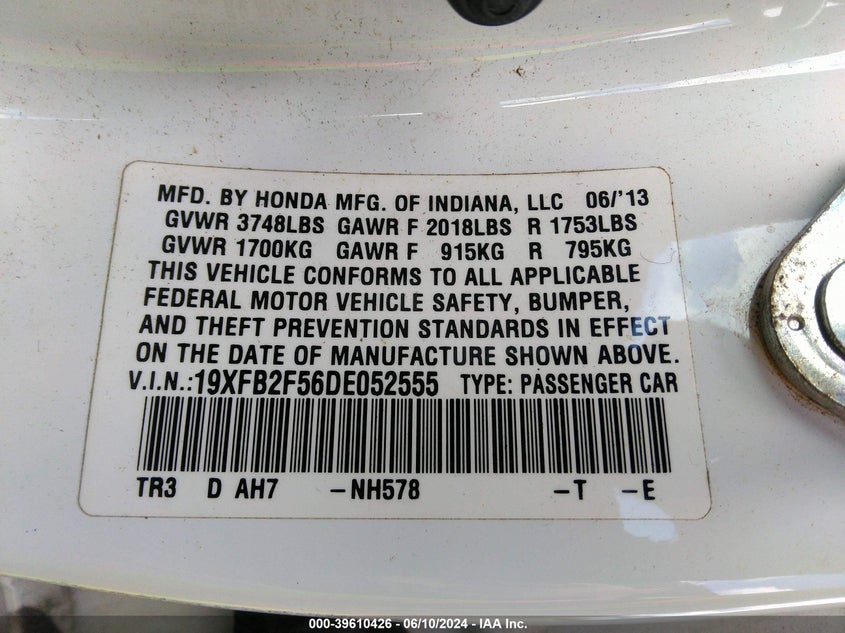 MFD. BY HONDA MFG. OF INDIANA, LLC 06/'13
GVWR 3748LBS GAWR F 2018LBS R 1753LBS
GVWR 1700KG GAWR F 915KG R 795KG
THIS VEHICLE CONFORMS TO ALL APPLICABLE
FEDERAL MOTOR VEHICLE SAFETY, BUMPER,
AND THEFT PREVENTION STANDARDS IN EFFECT
ON THE DATE OF MANUFACTURE SHOWN ABOVE.
V.I.N.:19XFB2F56DE052555 TYPE: PASSENGER CAR
TR3 D AH7 –NH578 –T –E
000-39610426 - 06/10/2024 - IAA Inc.